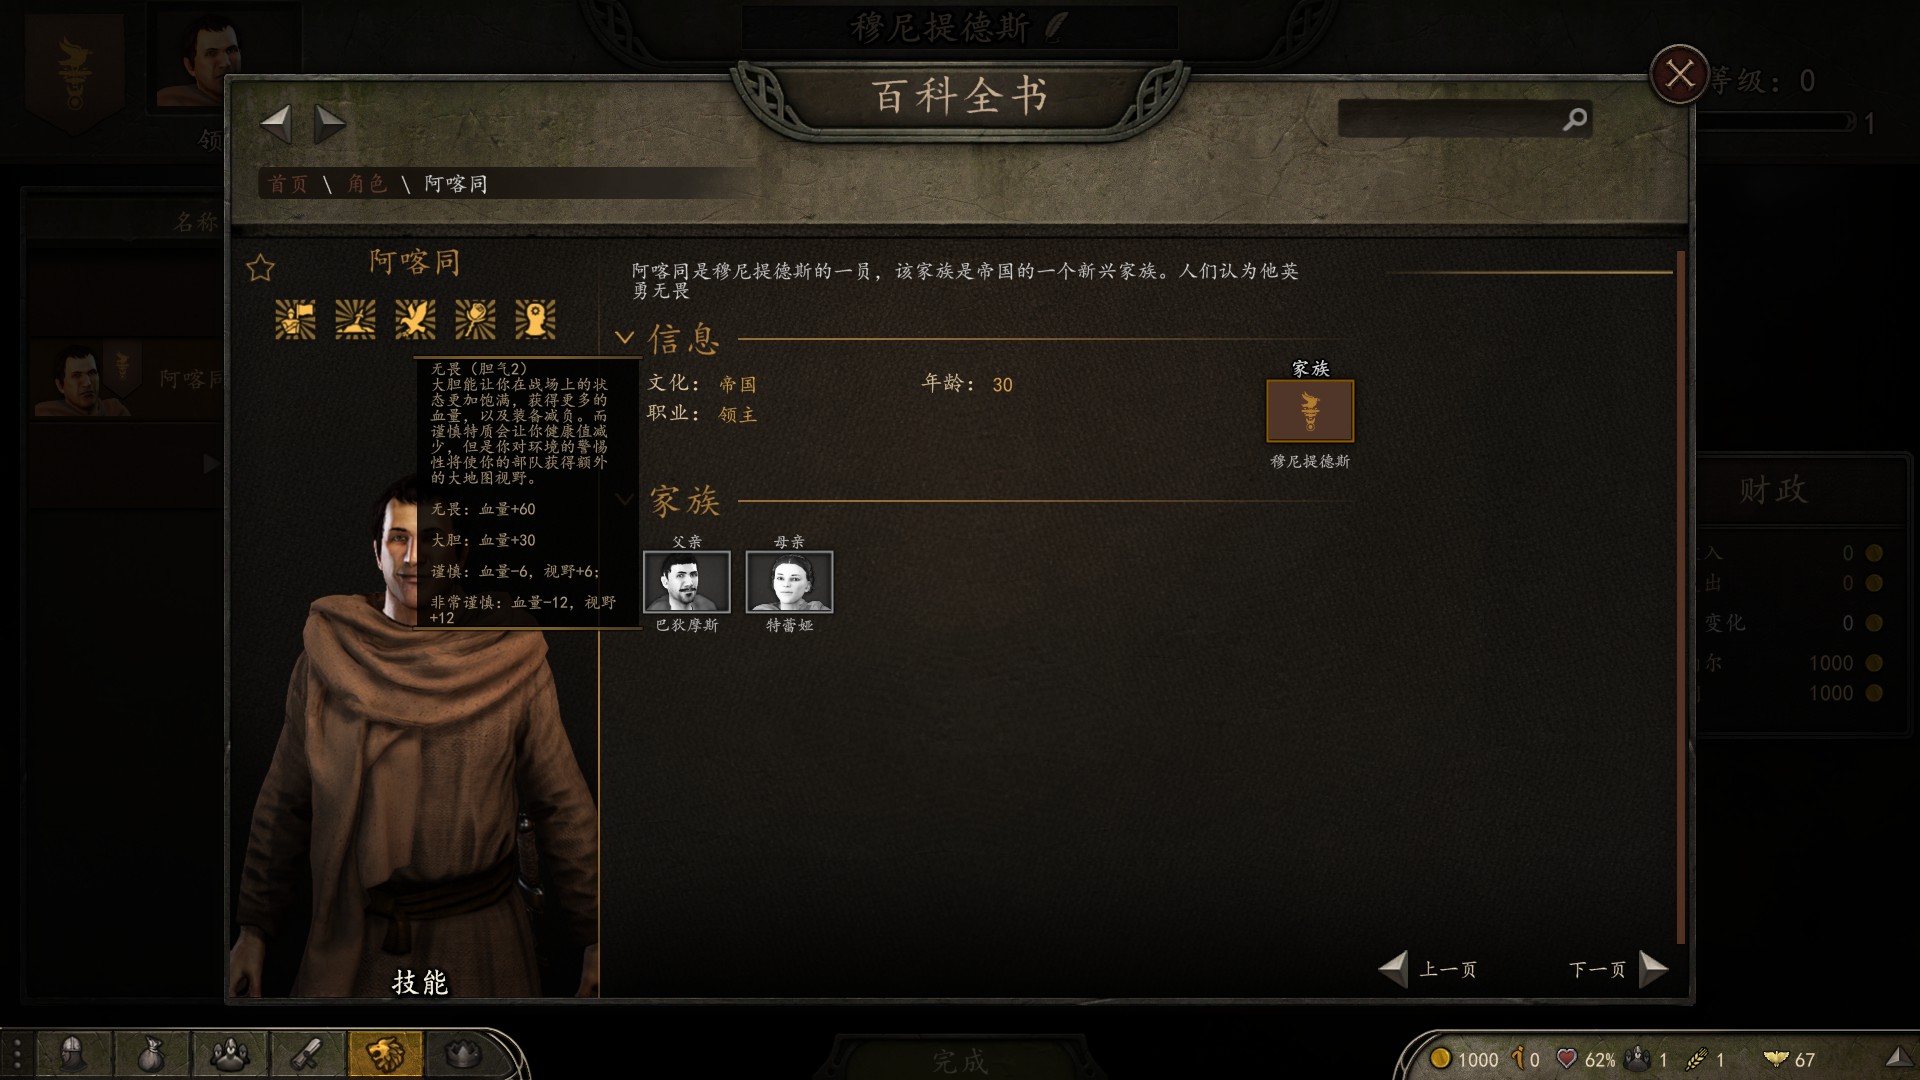 穆尼提德斯
等级：0
1
领
百科全书
首页 \ 角色 \ 阿喀同
名称
阿喀同
阿喀同是穆尼提德斯的一员，该家族是帝国的一个新兴家族。人们认为他英
勇无畏
信息
文化： 帝国
年龄： 30
职业： 领主
家族
穆尼提德斯
无畏（胆气2）
大胆能让你在战场上的状
态更加饱满，获得更多的
血量，以及装备减负。而
谨慎特质会让你健康值减
少，但是你对环境的警惕
性将使你的部队获得额外
的大地图视野。
无畏：血量+60
大胆：血量+30
谨慎：血量-6，视野+6；
非常谨慎：血量-12，视野
+12
阿喀同
家族
父亲
母亲
巴狄摩斯
特蕾娅
财政
入 0
出 0
变化 0
尔 1000
1000
技能
上一页
下一页
完成
1000 0 62% 1 1 67